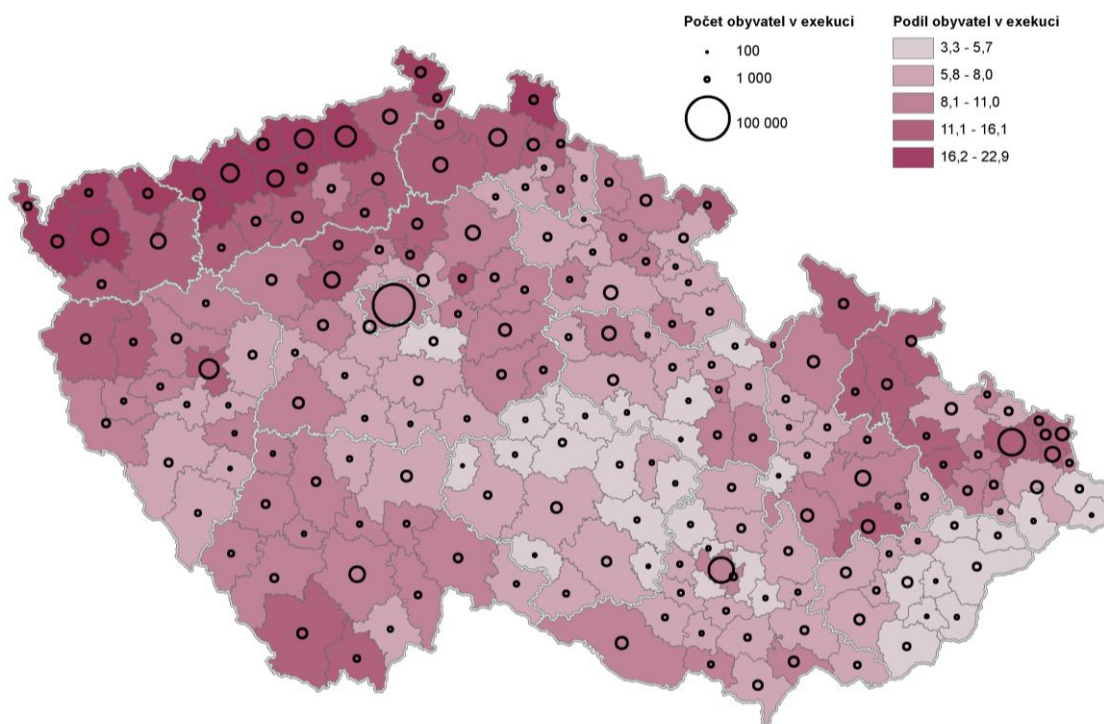 Počet obyvatel v exekuci
100
1 000
100 000
Podíl obyvatel v exekuci
3,3 - 5,7
5,8 - 8,0
8,1 - 11,0
11,1 - 16,1
16,2 - 22,9